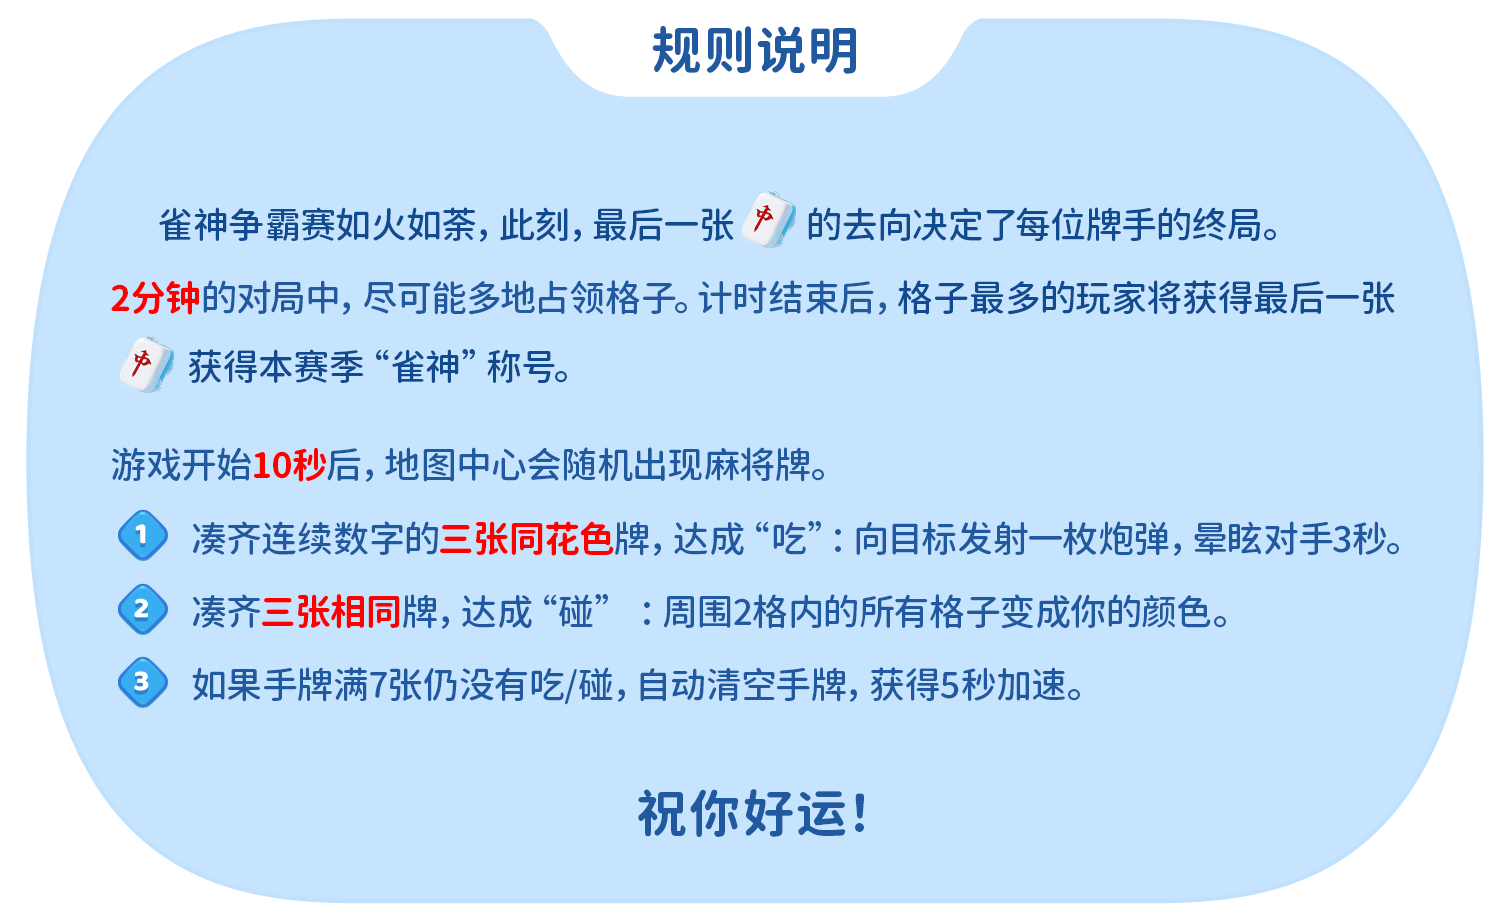 规则说明
雀神争霸赛如火如荼，此刻，最后一张中的去向决定了每位牌手的终局。
2分钟的对局中，尽可能多地占领格子。计时结束后，格子最多的玩家将获得最后一张
中获得本赛季“雀神”称号。
游戏开始10秒后，地图中心会随机出现麻将牌。
1 凑齐连续数字的三张同花色牌，达成“吃”：向目标发射一枚炮弹，晕眩对手3秒。
2 凑齐三张相同牌，达成“碰”：周围2格内的所有格子变成你的颜色。
3 如果手牌满7张仍没有吃/碰，自动清空手牌，获得5秒加速。
祝你好运！